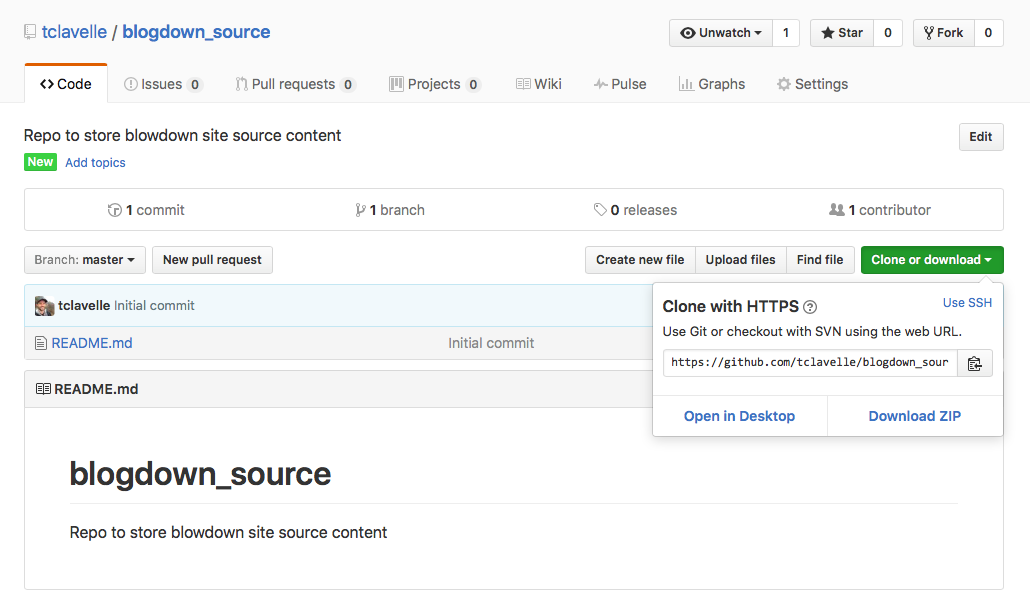 tclavelle / blogdown_source
Unwatch 1 Star 0 Fork 0
Code Issues 0 Pull requests 0 Projects 0 Wiki Pulse Graphs Settings
Repo to store blowdown site source content
Edit
New Add topics
1 commit 1 branch 0 releases 1 contributor
Branch: master New pull request Create new file Upload files Find file Clone or download
tclavelle Initial commit
README.md Initial commit
Clone with HTTPS ? Use SSH
Use Git or checkout with SVN using the web URL.
https://github.com/tclavelle/blogdown_sour
Open in Desktop Download ZIP
README.md
blogdown_source
Repo to store blowdown site source content